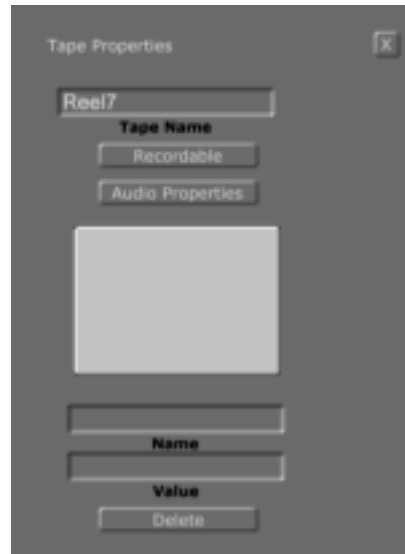 Tape Properties
X
Reel7
Tape Name
Recordable
Audio Properties
Name
Value
Delete